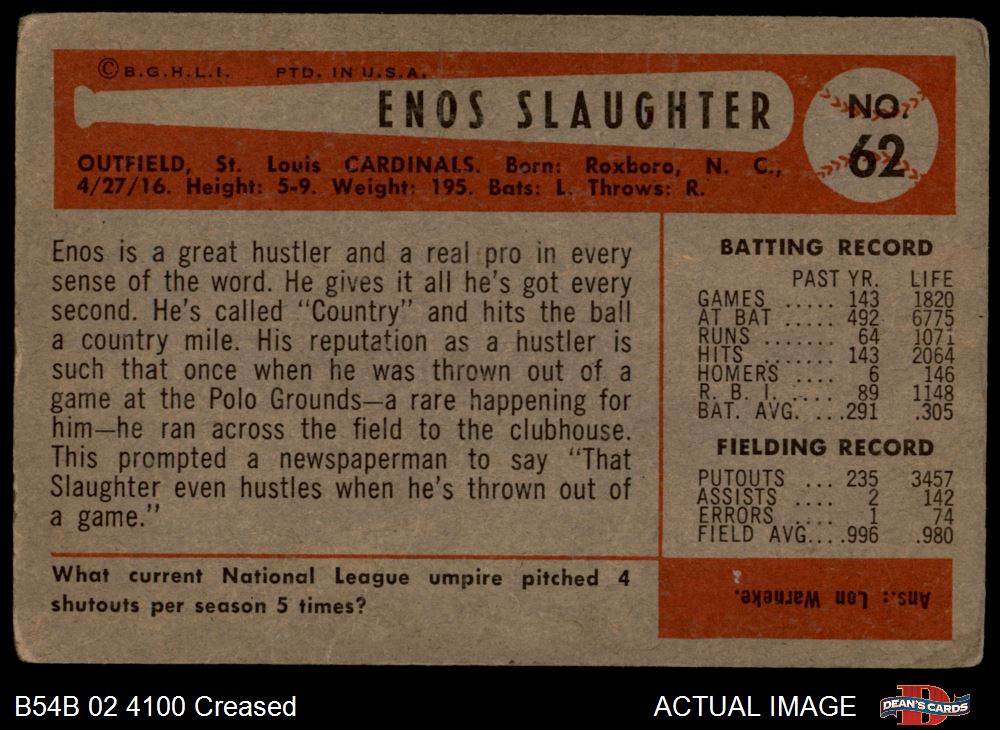 © B.G.H.L.I. PTD. IN U.S.A.
ENOS SLAUGHTER
NO.
62
OUTFIELD, St. Louis CARDINALS. Born: Roxboro, N. C.,
4/27/16. Height: 5-9. Weight: 195. Bats: L. Throws: R.
Enos is a great hustler and a real pro in every
sense of the word. He gives it all he's got every
second. He's called "Country" and hits the ball
a country mile. His reputation as a hustler is
such that once when he was thrown out of a
game at the Polo Grounds—a rare happening for
him—he ran across the field to the clubhouse.
This prompted a newspaperman to say "That
Slaughter even hustles when he's thrown out of
a game."
What current National League umpire pitched 4
shutouts per season 5 times?
BATTING RECORD
PAST YR. LIFE
GAMES ..... 143 1820
AT BAT ..... 492 6775
RUNS ....... 64 1071
HITS ....... 143 2064
HOMERS .... 6 146
R. B. I. .... 89 1148
BAT. AVG. ...291 .305
FIELDING RECORD
PUTOUTS ... 235 3457
ASSISTS .... 2 142
ERRORS .... 1 74
FIELD AVG....996 .980
Ans.: Lon Warneke.
B54B 02 4100 Creased
ACTUAL IMAGE
D
DEAN'S CARDS